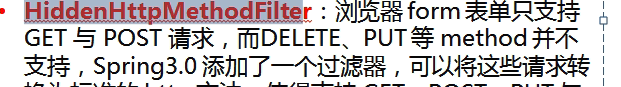 • HiddenHttpMethodFilter：浏览器 form 表单只支持
GET 与 POST 请求，而DELETE、PUT 等 method 并不
支持，Spring3.0 添加了一个过滤器，可以将这些请求转